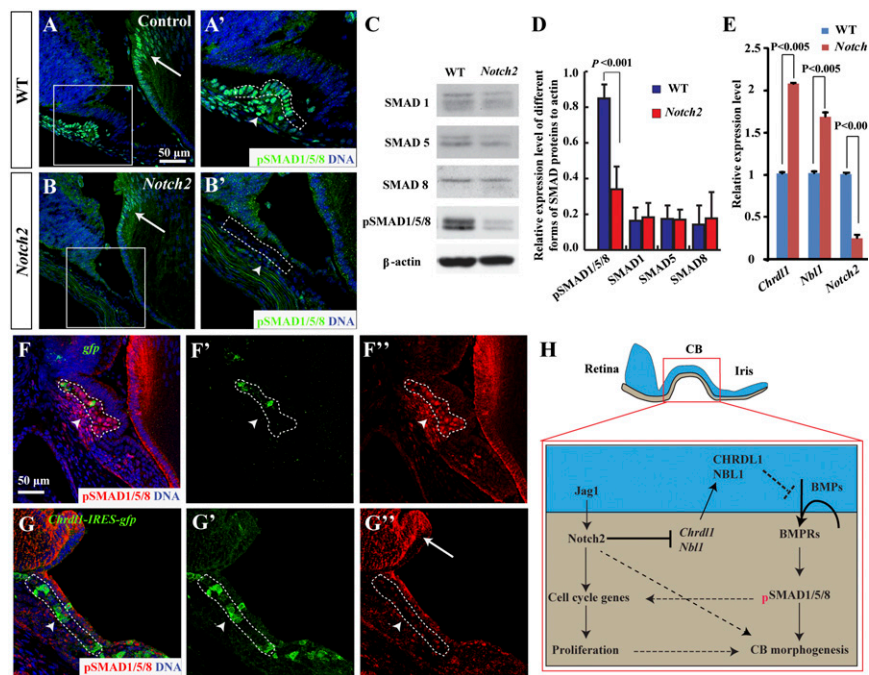 A
Control
A'
WT
50 µm
pSMAD1/5/8 DNA
B
Notch2
B'
Notch2
pSMAD1/5/8 DNA
C
WT Notch2
SMAD 1
SMAD 5
SMAD 8
pSMAD1/5/8
β-actin
D
P<0.001
WT
Notch2
Relative expression level of different
forms of SMAD proteins to actin
1.0
0.8
0.6
0.4
0.2
0.0
pSMAD1/5/8
SMAD1
SMAD5
SMAD8
E
WT
Notch
P<0.005
P<0.005
P<0.00
Relative expression level
2.5
2
1.5
1
0.5
0
Chrdl1
Nbl1
Notch2
F
gfp
F'
F''
50 µm
pSMAD1/5/8 DNA
G
Chrdl1-IRES-gfp
G'
G''
pSMAD1/5/8 DNA
H
CB
Retina
Iris
CHRDL1
NBL1
BMPs
Jag1
Notch2
Chrdl1
Nbl1
BMPRs
Cell cycle genes
pSMAD1/5/8
Proliferation
CB morphogenesis